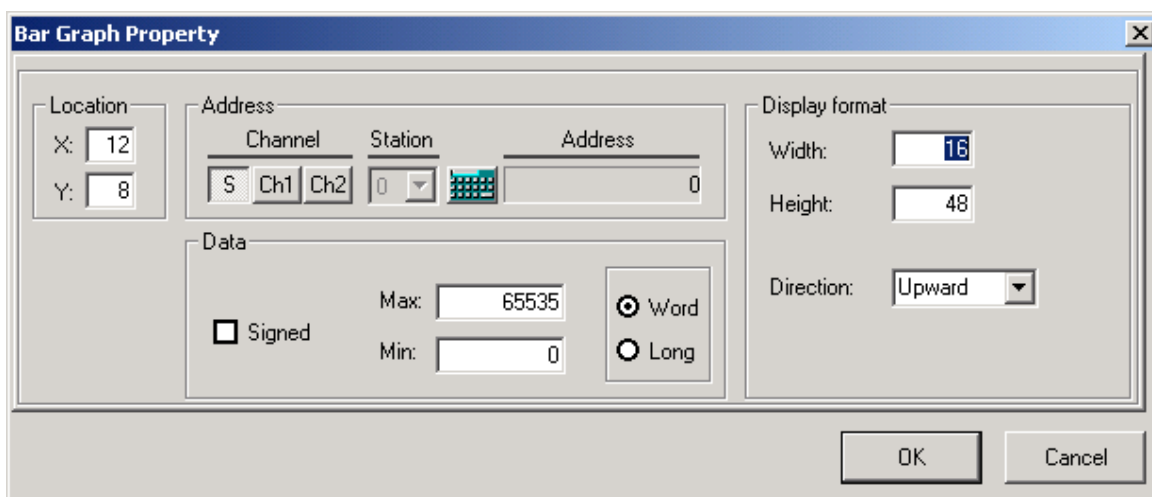 Bar Graph Property
Location
X: 12
Y: 8
Address
Channel Station Address
S Ch1 Ch2 0 0
Data
Signed
Max: 65535
Min: 0
Word
Long
Display format
Width: 16
Height: 48
Direction: Upward
OK Cancel